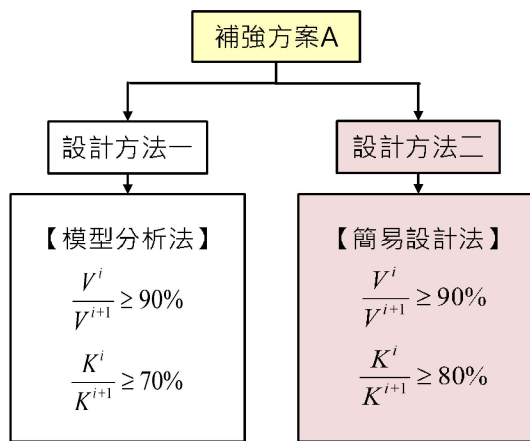 補強方案A
設計方法一
設計方法二
【模型分析法】
V^i / V^{i+1} ≥ 90%
K^i / K^{i+1} ≥ 70%
【簡易設計法】
V^i / V^{i+1} ≥ 90%
K^i / K^{i+1} ≥ 80%